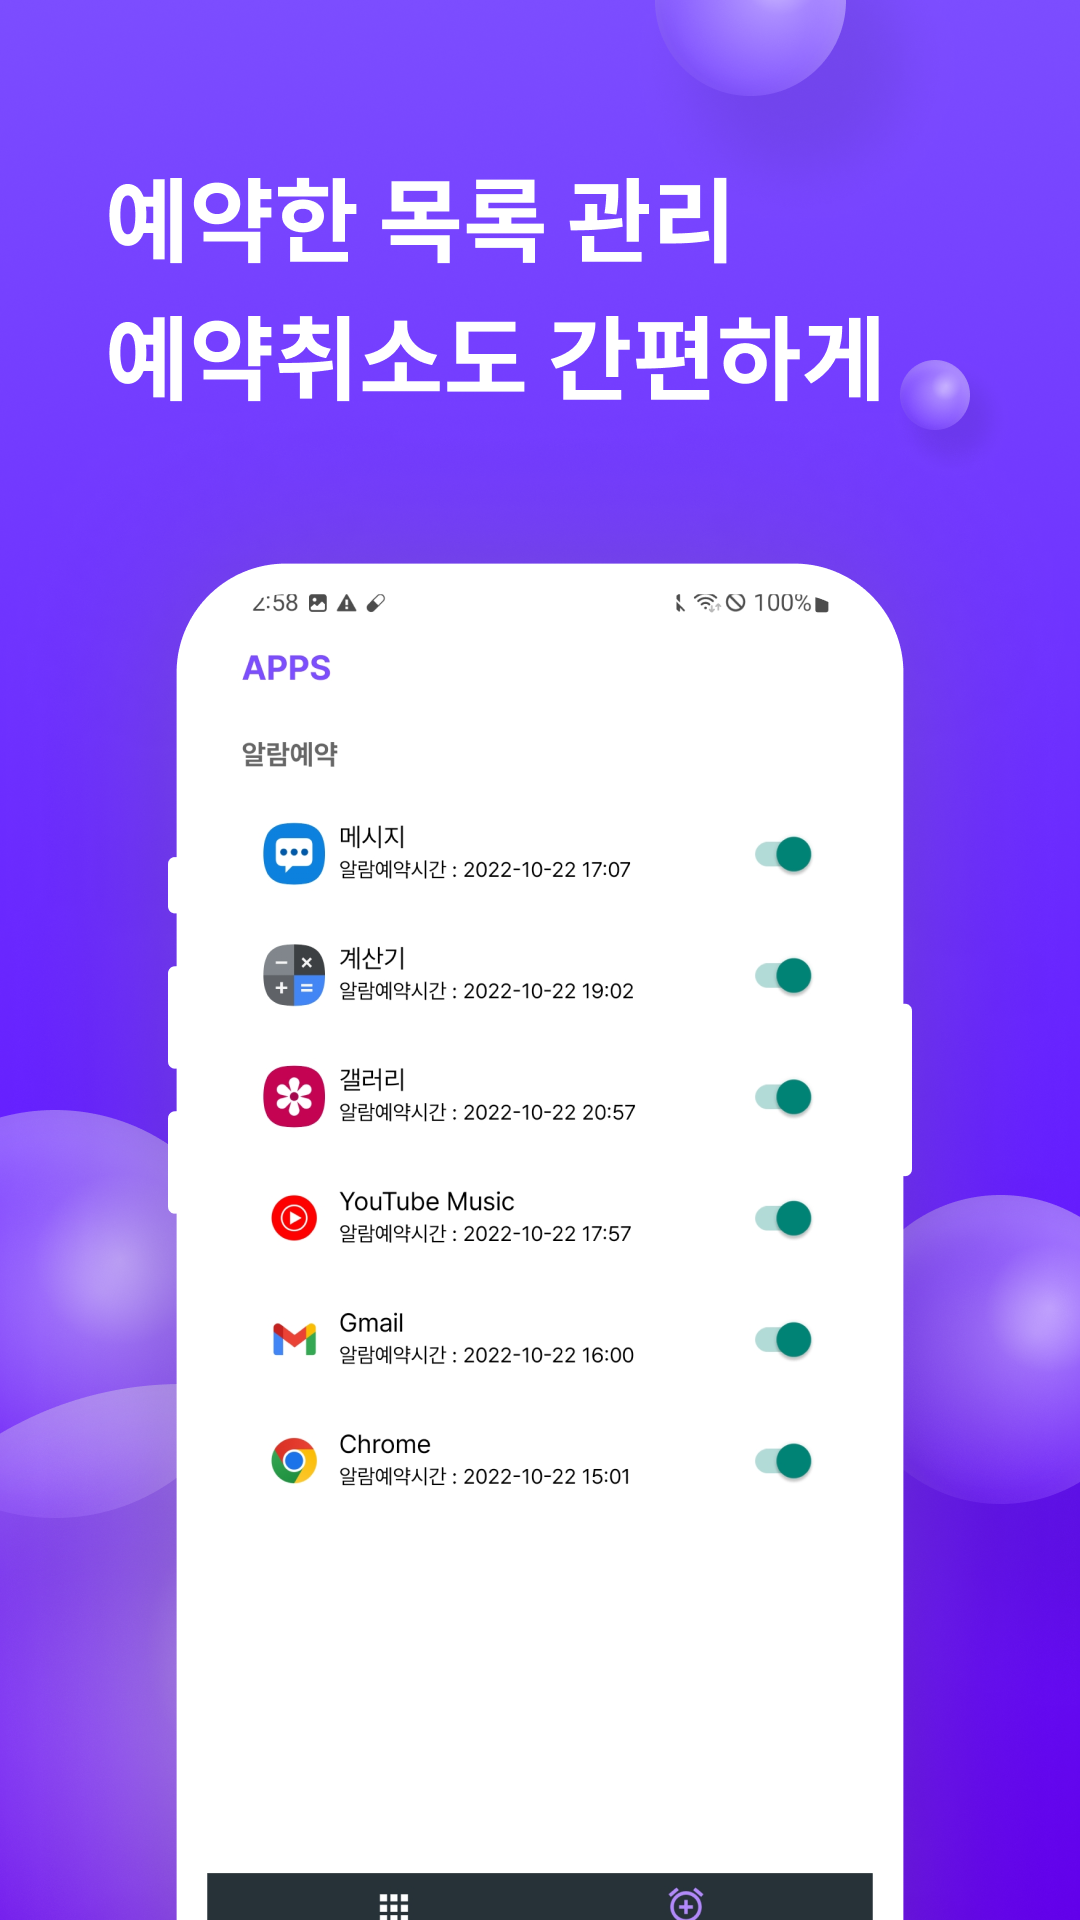 예약한 목록 관리
예약취소도 간편하게
2:58 100%
APPS
알람예약
메시지
알람예약시간 : 2022-10-22 17:07
계산기
알람예약시간 : 2022-10-22 19:02
갤러리
알람예약시간 : 2022-10-22 20:57
YouTube Music
알람예약시간 : 2022-10-22 17:57
Gmail
알람예약시간 : 2022-10-22 16:00
Chrome
알람예약시간 : 2022-10-22 15:01